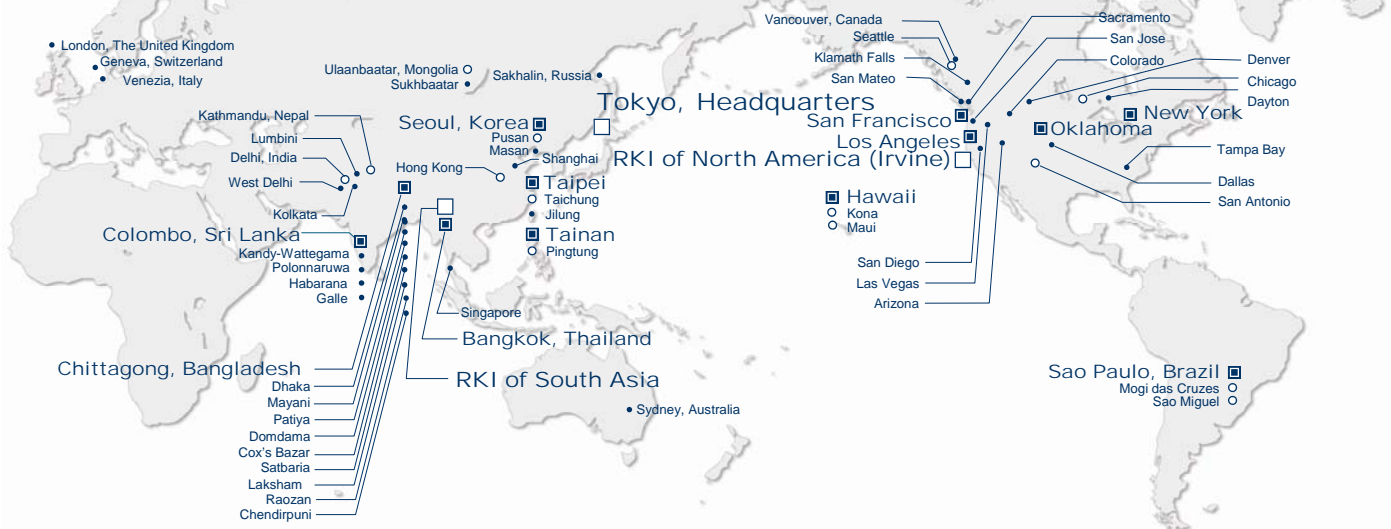 London, The United Kingdom
Geneva, Switzerland
Venezia, Italy
Ulaanbaatar, Mongolia
Sukhbaatar
Sakhalin, Russia
Kathmandu, Nepal
Lumbini
Delhi, India
West Delhi
Kolkata
Seoul, Korea
Pusan
Masan
Shanghai
Hong Kong
Tokyo, Headquarters
Taipei
Taichung
Jilung
Tainan
Pingtung
Colombo, Sri Lanka
Kandy-Wattegama
Polonnaruwa
Habarana
Galle
Singapore
Bangkok, Thailand
RKI of South Asia
Chittagong, Bangladesh
Dhaka
Mayani
Patiya
Domdama
Cox's Bazar
Satbaria
Laksham
Raozan
Chendirpuni
Sydney, Australia
Vancouver, Canada
Seattle
Klamath Falls
San Mateo
San Francisco
Los Angeles
RKI of North America (Irvine)
Hawaii
Kona
Maui
San Diego
Las Vegas
Arizona
Sacramento
San Jose
Colorado
Denver
Chicago
Dayton
New York
Oklahoma
Tampa Bay
Dallas
San Antonio
Sao Paulo, Brazil
Mogi das Cruzes
Sao Miguel